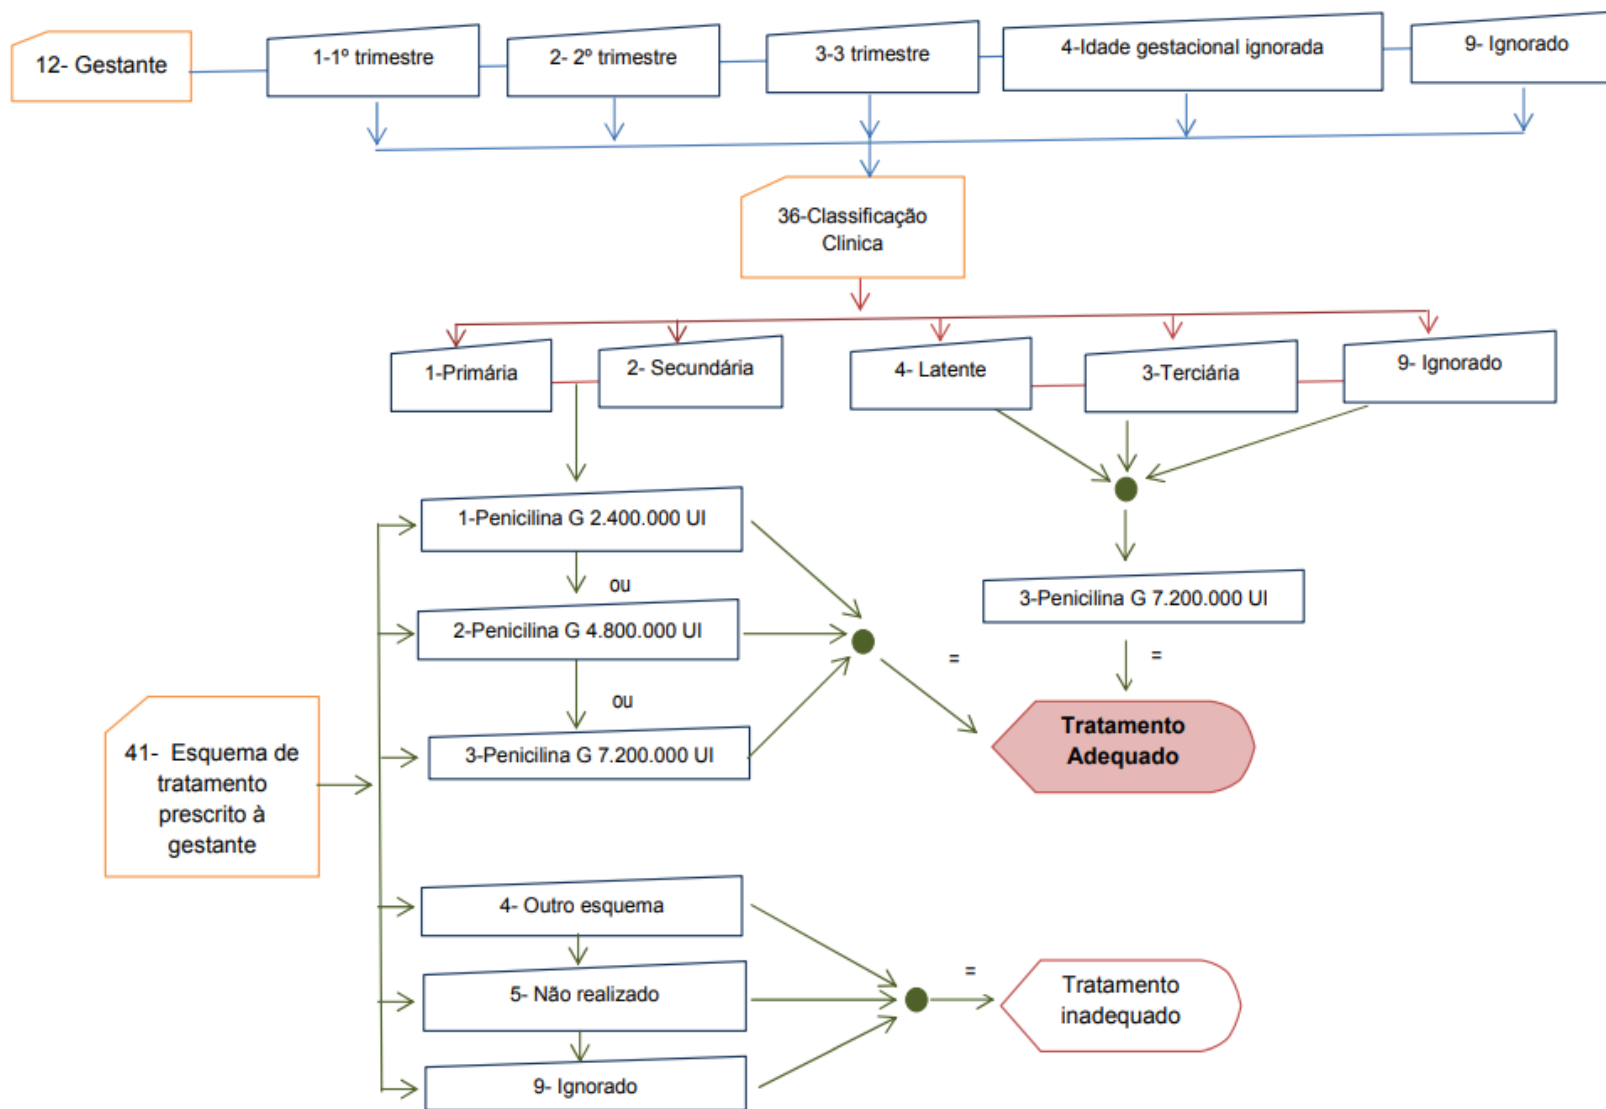 12- Gestante
1-1º trimestre
2- 2º trimestre
3-3 trimestre
4-Idade gestacional ignorada
9- Ignorado
36-Classificação
Clinica
1-Primária
2- Secundária
4- Latente
3-Terciária
9- Ignorado
1-Penicilina G 2.400.000 UI
ou
3-Penicilina G 7.200.000 UI
2-Penicilina G 4.800.000 UI
=
=
ou
3-Penicilina G 7.200.000 UI
Tratamento
Adequado
41- Esquema de
tratamento
prescrito à
gestante
4- Outro esquema
5- Não realizado
9- Ignorado
=
Tratamento
inadequado